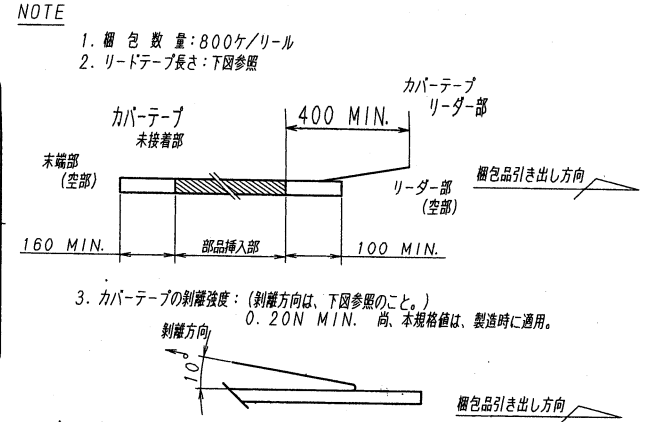 NOTE
1. 梱包数量:800ケ/リール
2. リードテープ長さ:下図参照
カバーテープ
リーダー部
400 MIN.
カバーテープ
未接着部
末端部
(空部)
リーダー部
(空部)
梱包品引き出し方向
160 MIN.
部品挿入部
100 MIN.
3. カバーテープの剥離強度:(剥離方向は、下図参照のこと。)
0.20N MIN. 尚、本規格値は、製造時に適用。
剥離方向
10°
梱包品引き出し方向